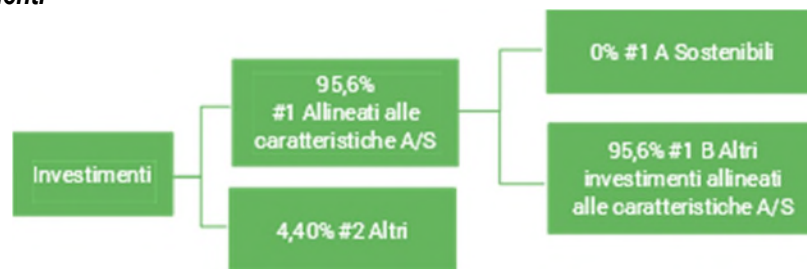 95,6%
#1 Allineati alle
caratteristiche A/S
0% #1 A Sostenibili
Investimenti
95,6% #1 B Altri
investimenti allineati
alle caratteristiche A/S
4,40% #2 Altri